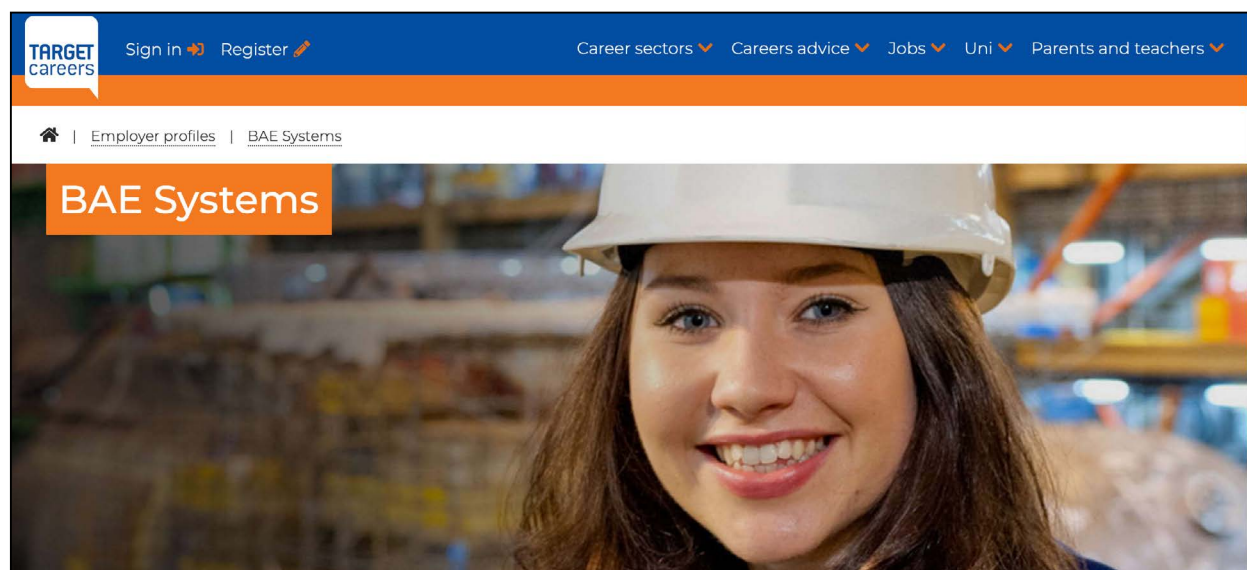 TARGET
careers
Sign in Register
Career sectors Careers advice Jobs Uni Parents and teachers
| Employer profiles | BAE Systems
BAE Systems